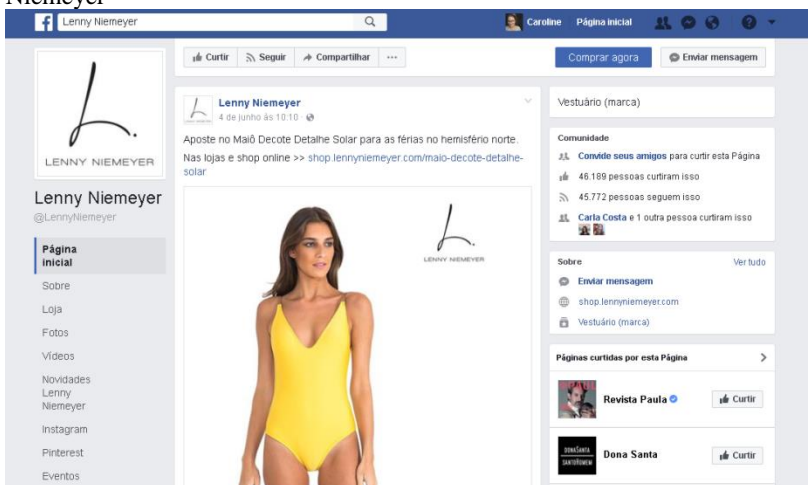 Niemeyer
Lenny Niemeyer
Caroline Página inicial
L.
LENNY NIEMEYER
Lenny Niemeyer
@LennyNiemeyer
Página
inicial
Sobre
Loja
Fotos
Vídeos
Novidades
Lenny
Niemeyer
Instagram
Pinterest
Eventos
Curtir Seguir Compartilhar ...
Comprar agora Enviar mensagem
Lenny Niemeyer
4 de junho às 10:10 ·
Aposte no Maiô Decote Detalhe Solar para as férias no hemisfério norte.
Nas lojas e shop online >> shop.lennyniemeyer.com/maio-decote-detalhe-
solar
L.
LENNY NIEMEYER
Vestuário (marca)
Comunidade
Convide seus amigos para curtir esta Página
46.189 pessoas curtiram isso
45.772 pessoas seguem isso
Carla Costa e 1 outra pessoa curtiram isso
Sobre Ver tudo
Enviar mensagem
shop.lennyniemeyer.com
Vestuário (marca)
Páginas curtidas por esta Página
Revista Paula Curtir
DONASANTA
SANTOHOMEM
Dona Santa Curtir